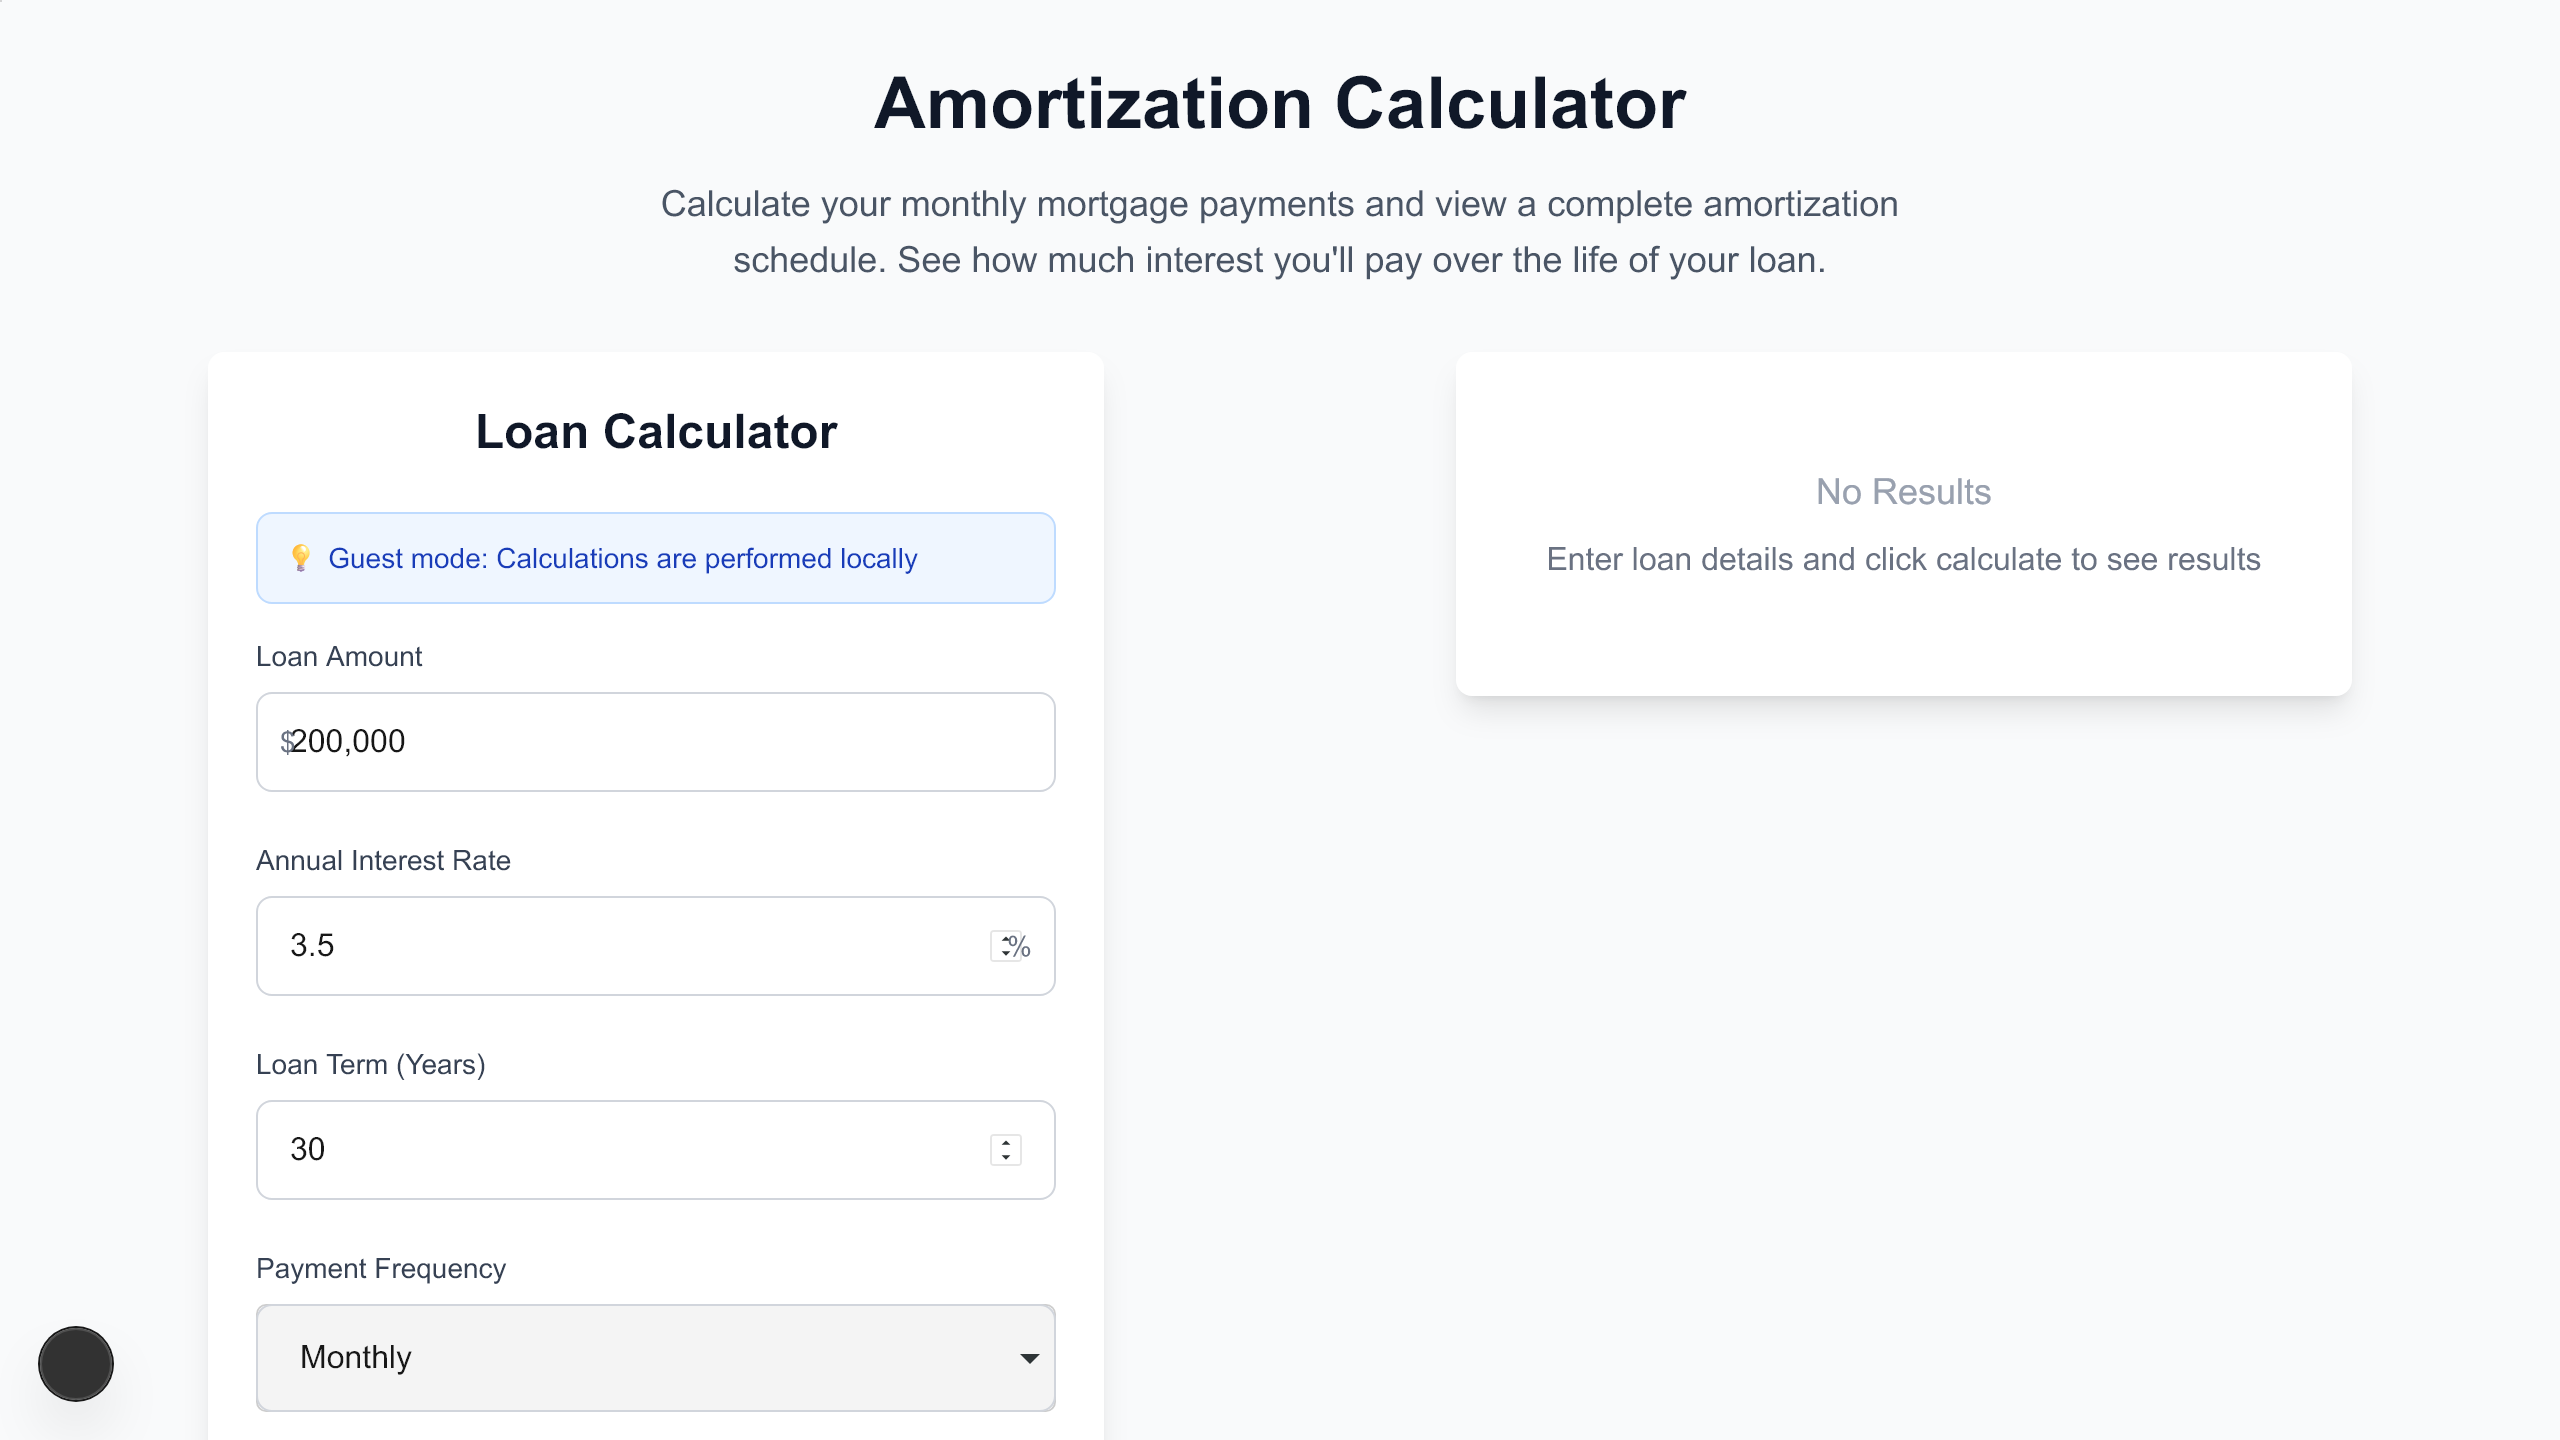 Amortization Calculator
Calculate your monthly mortgage payments and view a complete amortization
schedule. See how much interest you'll pay over the life of your loan.
Loan Calculator
💡 Guest mode: Calculations are performed locally
Loan Amount
$200,000
Annual Interest Rate
3.5 %
Loan Term (Years)
30
Payment Frequency
Monthly
No Results
Enter loan details and click calculate to see results